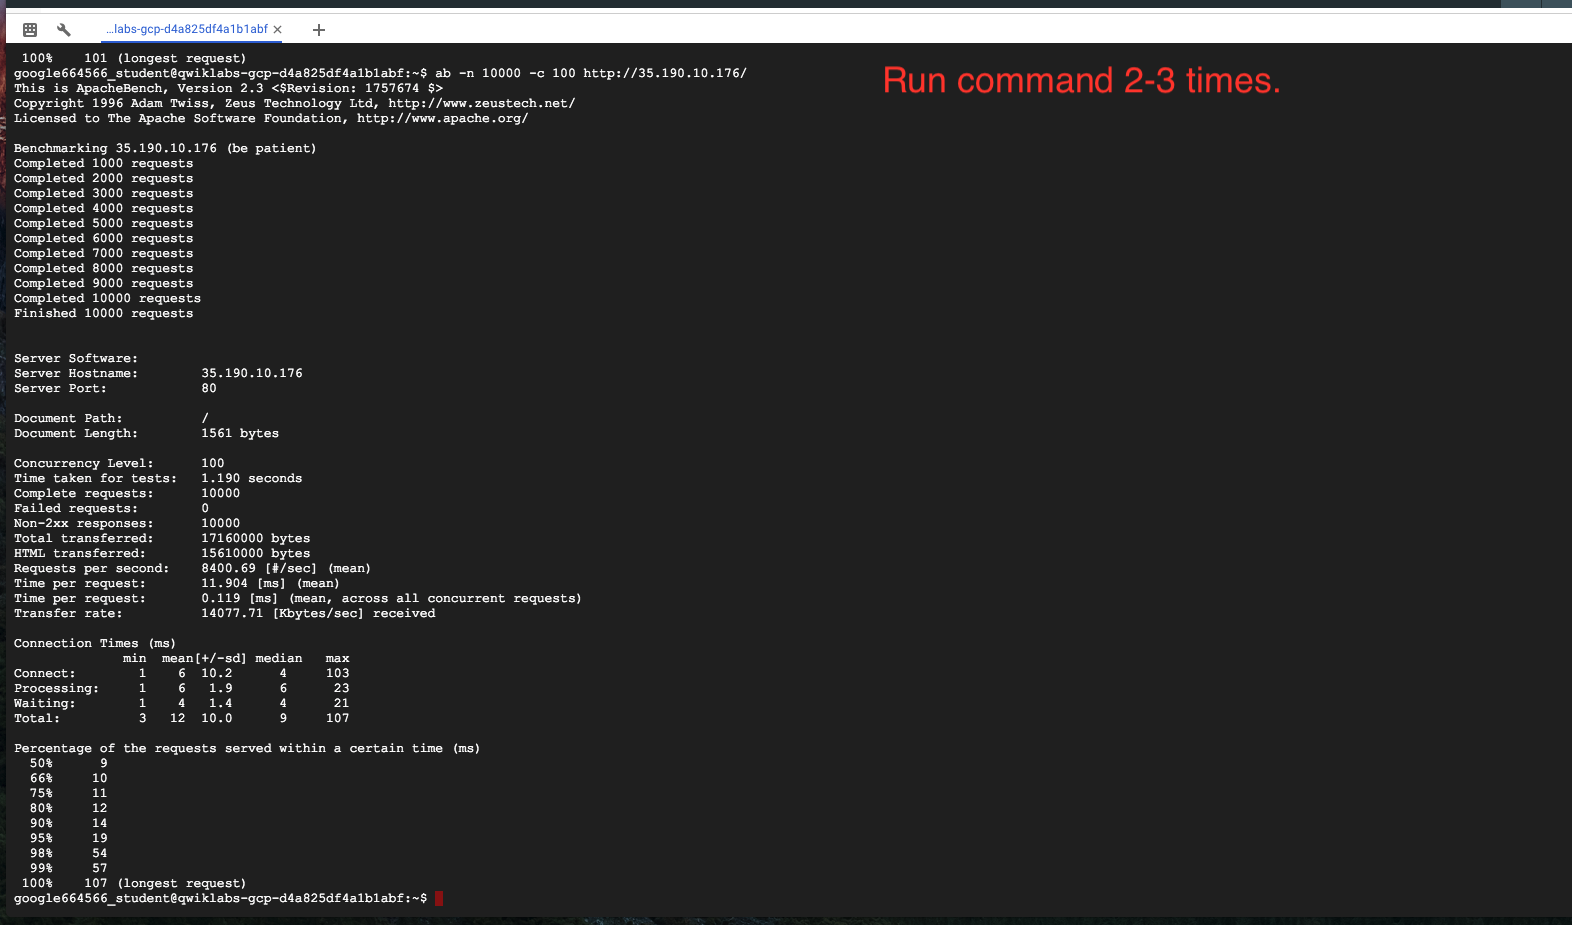 ...labs-gcp-d4a825df4a1b1abf ×
100%    101 (longest request)
google664566_student@qwiklabs-gcp-d4a825df4a1b1abf:~$ ab -n 10000 -c 100 http://35.190.10.176/
Run command 2-3 times.
This is ApacheBench, Version 2.3 <$Revision: 1757674 $>
Copyright 1996 Adam Twiss, Zeus Technology Ltd, http://www.zeustech.net/
Licensed to The Apache Software Foundation, http://www.apache.org/
Benchmarking 35.190.10.176 (be patient)
Completed 1000 requests
Completed 2000 requests
Completed 3000 requests
Completed 4000 requests
Completed 5000 requests
Completed 6000 requests
Completed 7000 requests
Completed 8000 requests
Completed 9000 requests
Completed 10000 requests
Finished 10000 requests
Server Software:
Server Hostname:        35.190.10.176
Server Port:            80
Document Path:          /
Document Length:        1561 bytes
Concurrency Level:      100
Time taken for tests:   1.190 seconds
Complete requests:      10000
Failed requests:        0
Non-2xx responses:      10000
Total transferred:      17160000 bytes
HTML transferred:       15610000 bytes
Requests per second:    8400.69 [#/sec] (mean)
Time per request:       11.904 [ms] (mean)
Time per request:       0.119 [ms] (mean, across all concurrent requests)
Transfer rate:          14077.71 [Kbytes/sec] received
Connection Times (ms)
              min  mean[+/-sd] median   max
Connect:        1    6  10.2      4     103
Processing:     1    6   1.9      6      23
Waiting:        1    4   1.4      4      21
Total:          3   12  10.0      9     107
Percentage of the requests served within a certain time (ms)
  50%      9
  66%     10
  75%     11
  80%     12
  90%     14
  95%     19
  98%     54
  99%     57
 100%    107 (longest request)
google664566_student@qwiklabs-gcp-d4a825df4a1b1abf:~$